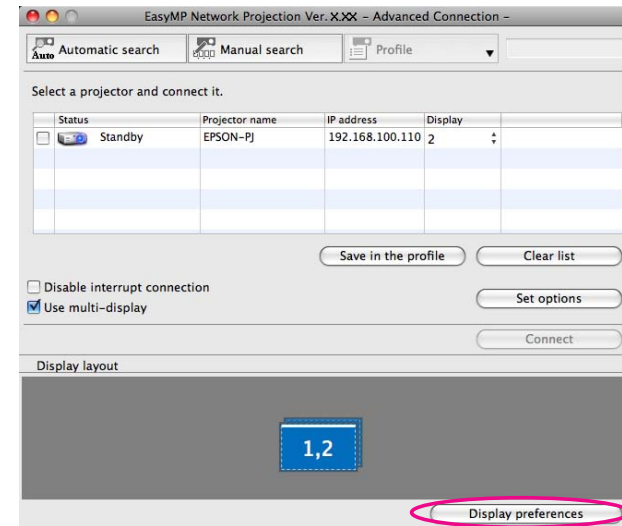 EasyMP Network Projection Ver. X.XX – Advanced Connection –
Auto Automatic search Manual search Profile
Select a projector and connect it.
Status Projector name IP address Display
Standby EPSON-PJ 192.168.100.110 2
Save in the profile Clear list
Disable interrupt connection
Set options
Use multi-display
Connect
Display layout
1,2
Display preferences